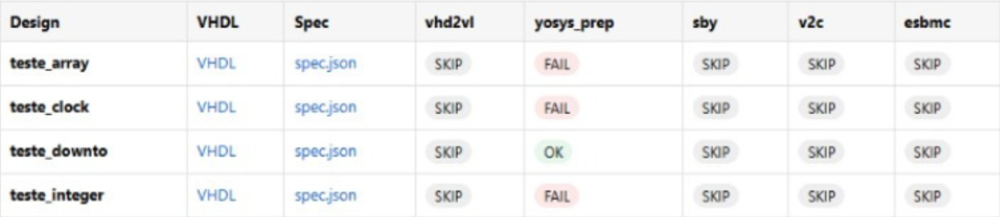 Design VHDL Spec vhd2vl yosys_prep sby v2c esbmc
teste_array VHDL spec.json SKIP FAIL SKIP SKIP SKIP
teste_clock VHDL spec.json SKIP FAIL SKIP SKIP SKIP
teste_downto VHDL spec.json SKIP OK SKIP SKIP SKIP
teste_integer VHDL spec.json SKIP FAIL SKIP SKIP SKIP